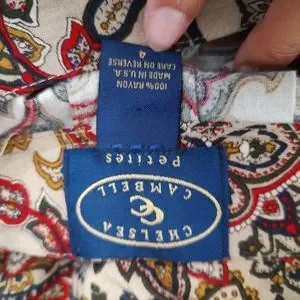 CHELSEA
CC
CAMBELL
Petites
4
100% RAYON
MADE IN U.S.A.
CARE ON REVERSE